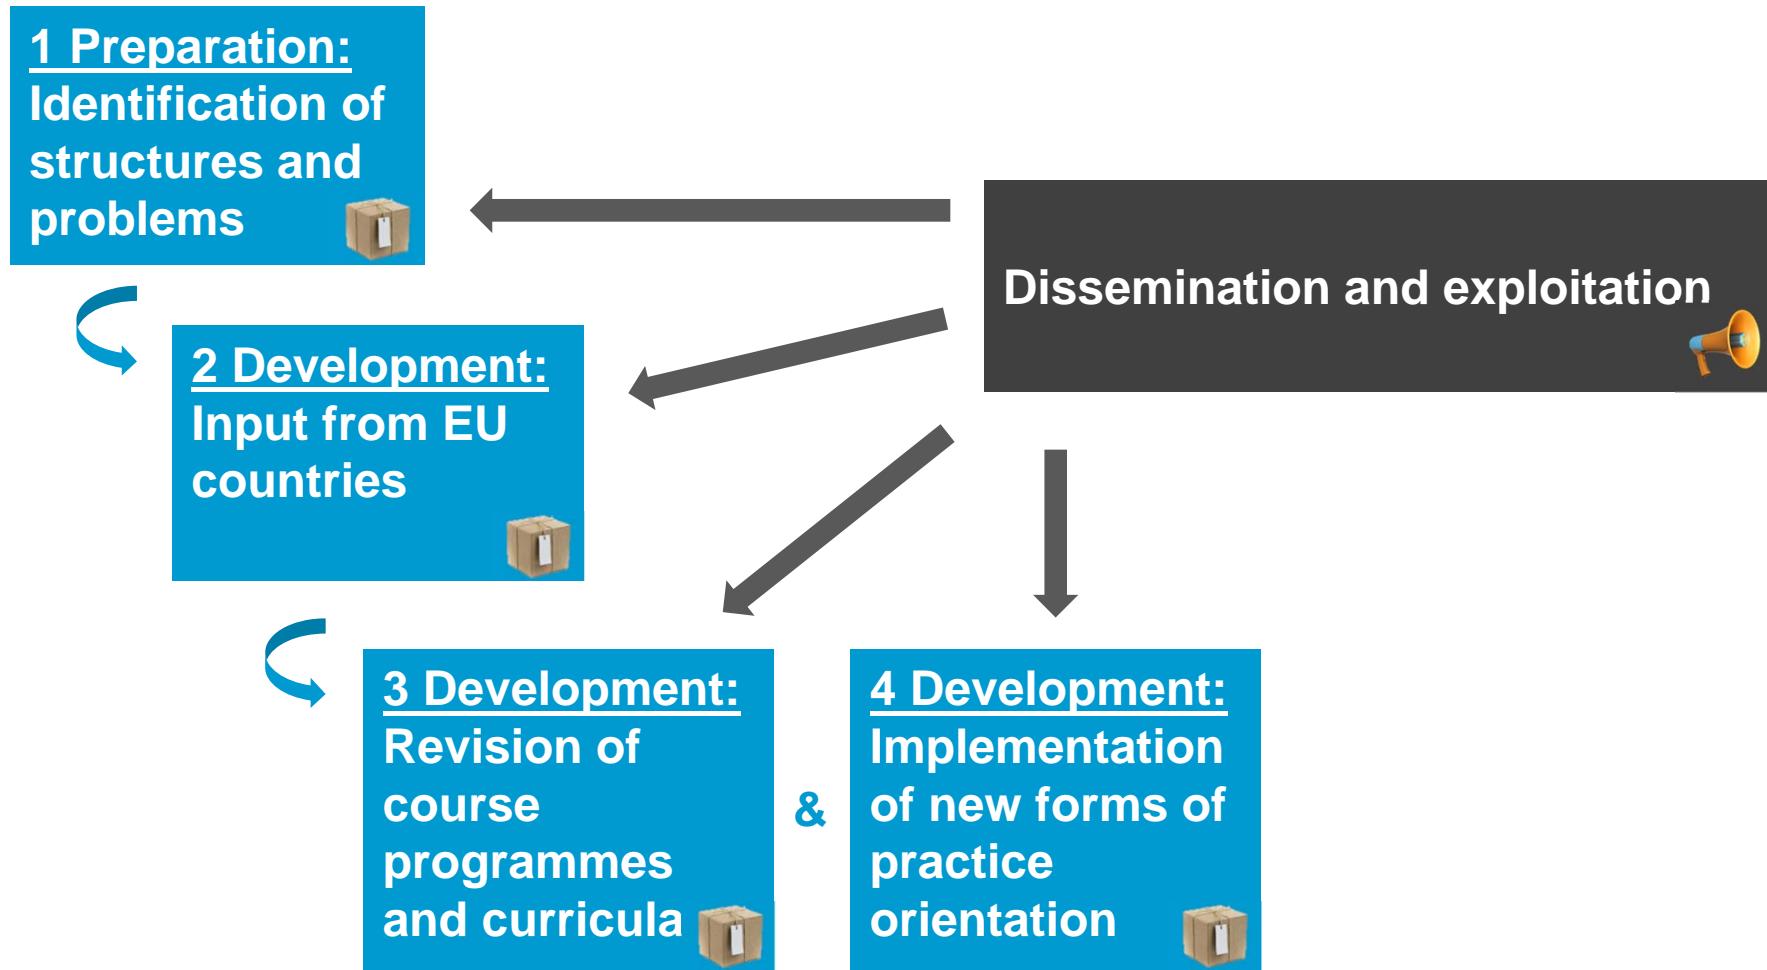 1 Preparation:
Identification of
structures and
problems
Dissemination and exploitation
2 Development:
Input from EU
countries
3 Development:
Revision of
course
programmes
and curricula
&
4 Development:
Implementation
of new forms of
practice
orientation